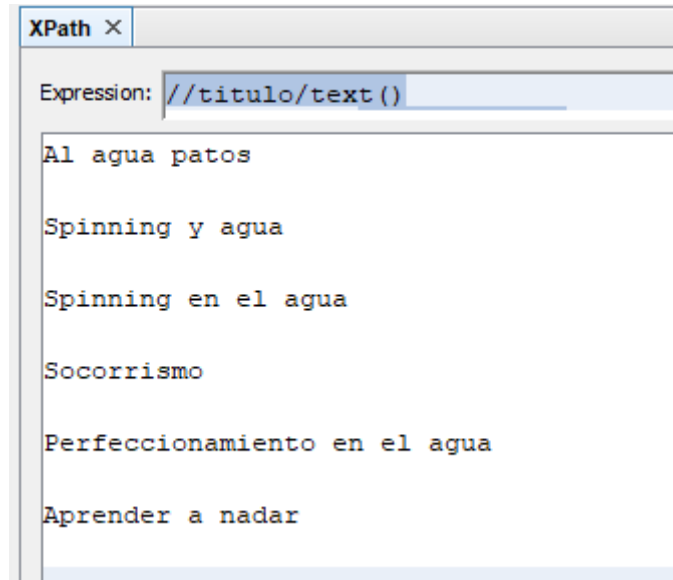 XPath ×
Expression: //titulo/text()
Al agua patos
Spinning y agua
Spinning en el agua
Socorrismo
Perfeccionamiento en el agua
Aprender a nadar